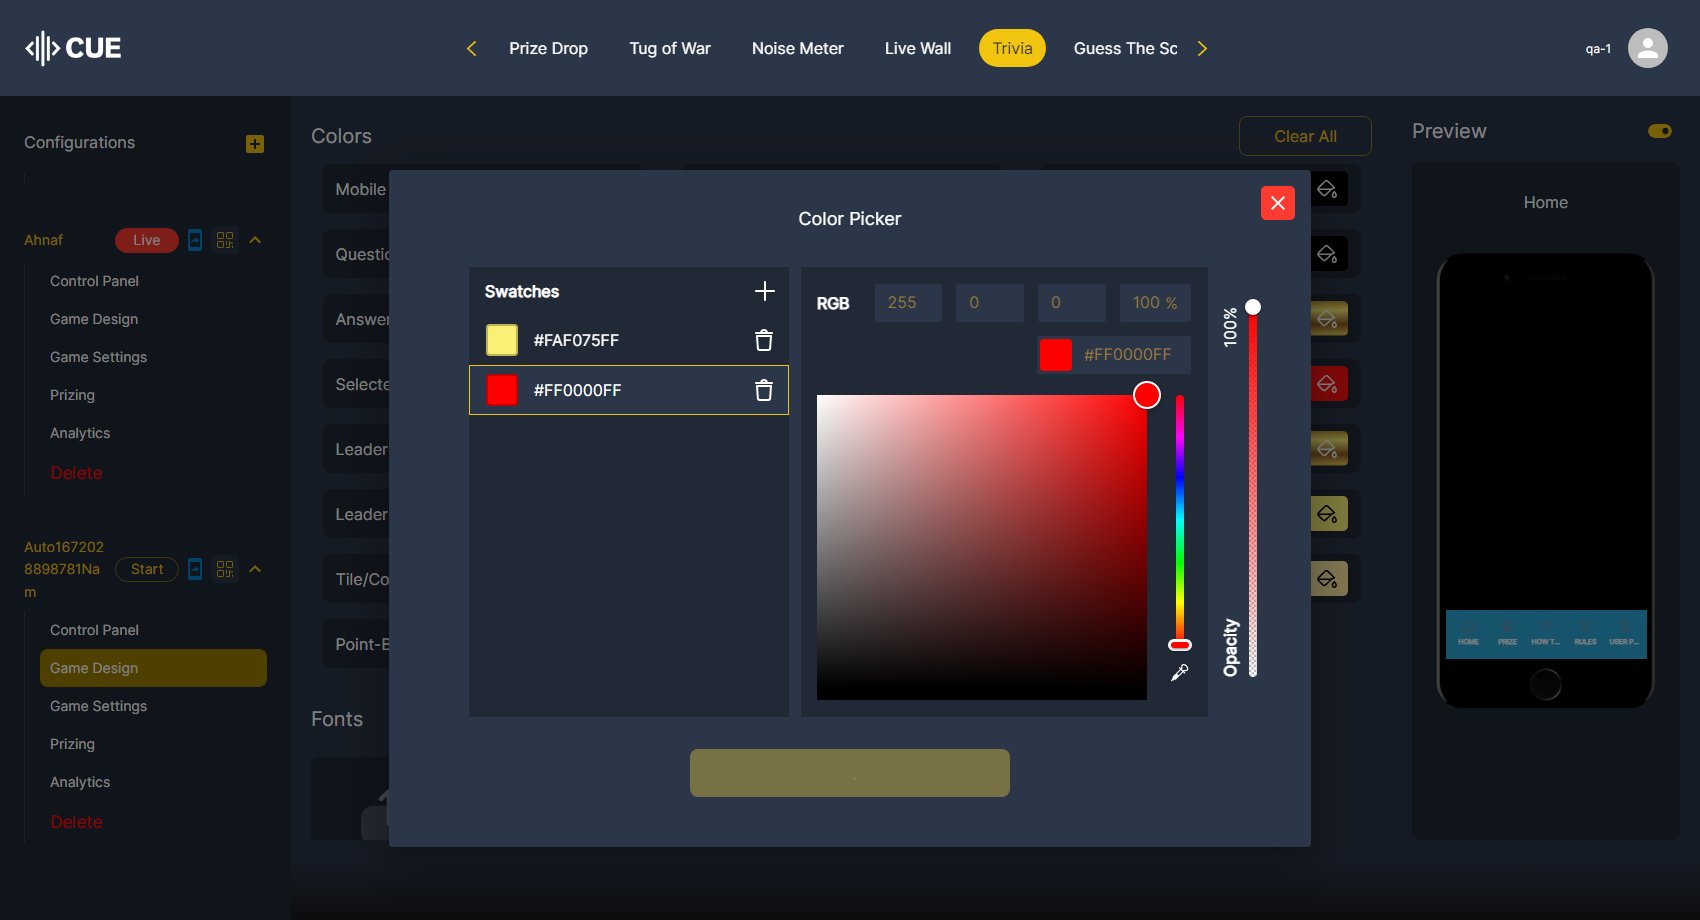 CUE
Prize Drop
Tug of War
Noise Meter
Live Wall
Trivia
Guess The Sc
qa-1
Configurations
Ahnaf
Live
Control Panel
Game Design
Game Settings
Prizing
Analytics
Delete
Auto167202
8898781Na
m
Start
Control Panel
Game Design
Game Settings
Prizing
Analytics
Delete
Colors
Clear All
Mobile
Questio
Answer
Selecte
Leader
Leader
Tile/Co
Point-B
Fonts
Color Picker
Swatches
#FAF075FF
#FF0000FF
RGB
255
0
0
100 %
#FF0000FF
100%
Opacity
Preview
Home
HOME
PRIZE
HOW T...
RULES
USER P...